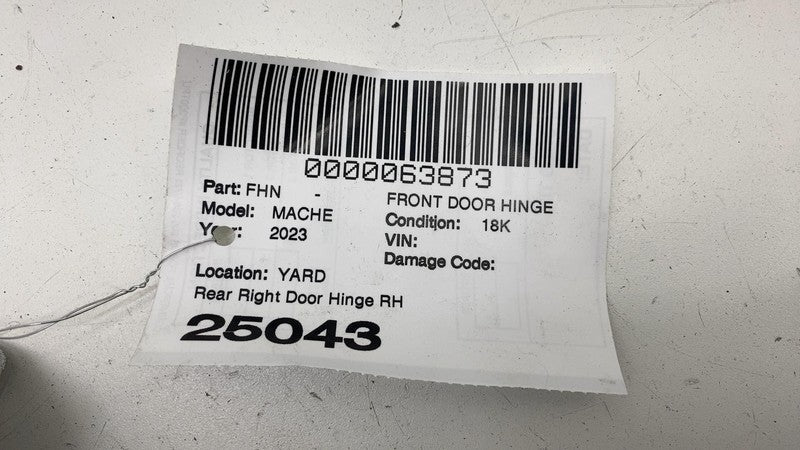 0000063873
Part: FHN - FRONT DOOR HINGE
Model: MACHE Condition: 18K
Year: 2023 VIN:
Damage Code:
Location: YARD
Rear Right Door Hinge RH
25043